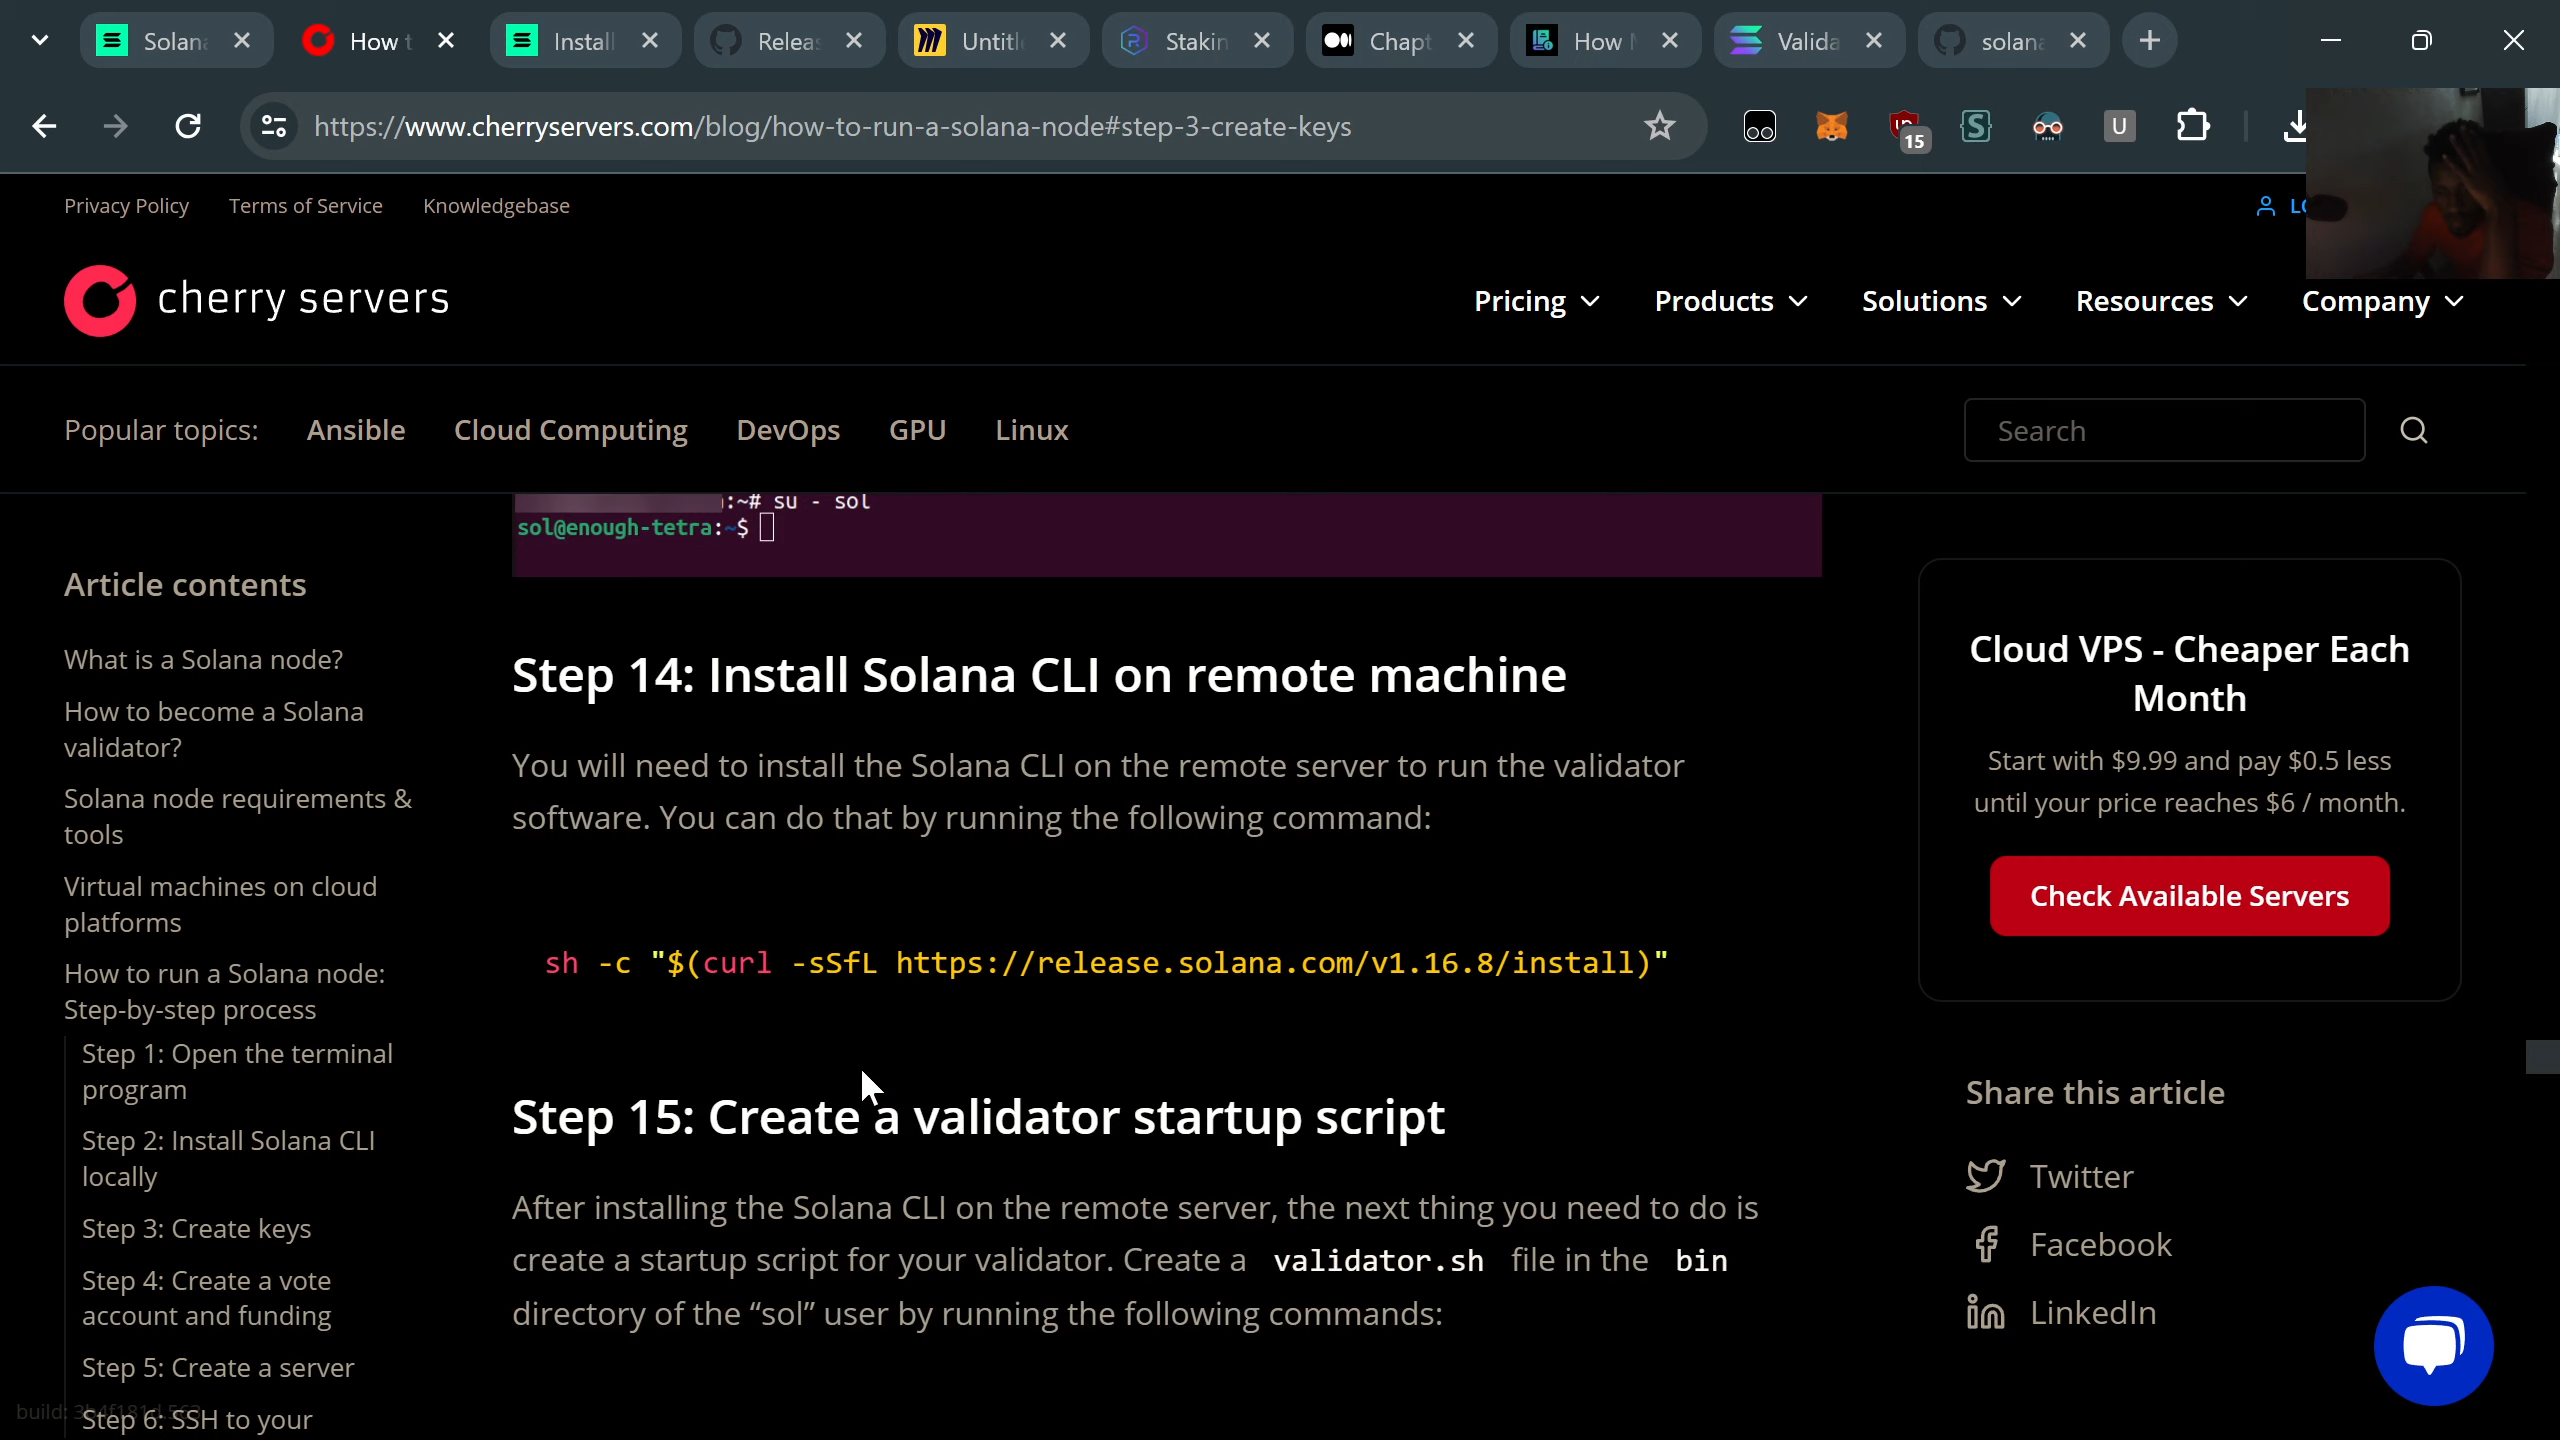 Solan
How t
Install
Relea
Untitl
Stakin
Chapt
How
Valida
solana
https://www.cherryservers.com/blog/how-to-run-a-solana-node#step-3-create-keys
15
U
Privacy Policy
Terms of Service
Knowledgebase
cherry servers
Pricing
Products
Solutions
Resources
Company
Popular topics:
Ansible
Cloud Computing
DevOps
GPU
Linux
Search
:~# su - sol
sol@enough-tetra:~$
Article contents
What is a Solana node?
How to become a Solana
validator?
Solana node requirements &
tools
Virtual machines on cloud
platforms
How to run a Solana node:
Step-by-step process
Step 1: Open the terminal
program
Step 2: Install Solana CLI
locally
Step 3: Create keys
Step 4: Create a vote
account and funding
Step 5: Create a server
Step 6: SSH to your
Step 14: Install Solana CLI on remote machine
You will need to install the Solana CLI on the remote server to run the validator
software. You can do that by running the following command:
sh -c "$(curl -sSfL https://release.solana.com/v1.16.8/install)"
Step 15: Create a validator startup script
After installing the Solana CLI on the remote server, the next thing you need to do is
create a startup script for your validator. Create a validator.sh file in the bin
directory of the “sol” user by running the following commands:
Cloud VPS - Cheaper Each
Month
Start with $9.99 and pay $0.5 less
until your price reaches $6 / month.
Check Available Servers
Share this article
Twitter
Facebook
LinkedIn
build: